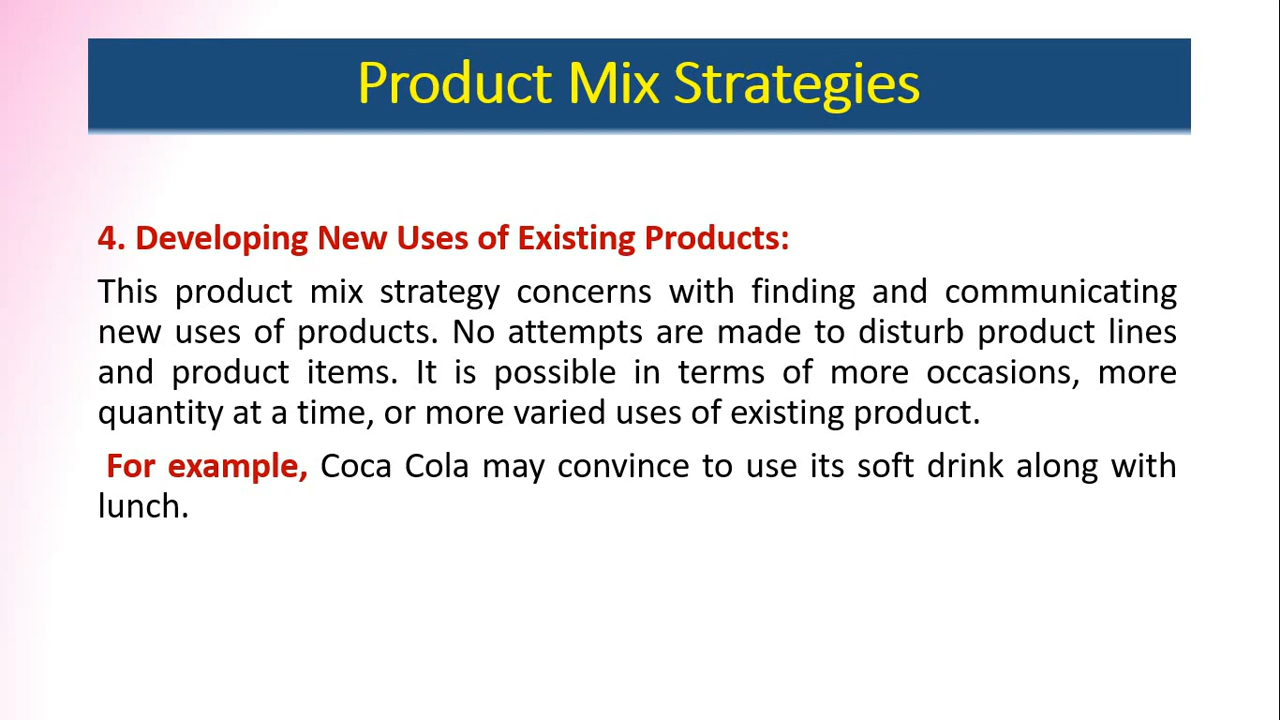 Product Mix Strategies
4. Developing New Uses of Existing Products:
This product mix strategy concerns with finding and communicating
new uses of products. No attempts are made to disturb product lines
and product items. It is possible in terms of more occasions, more
quantity at a time, or more varied uses of existing product.
For example, Coca Cola may convince to use its soft drink along with
lunch.